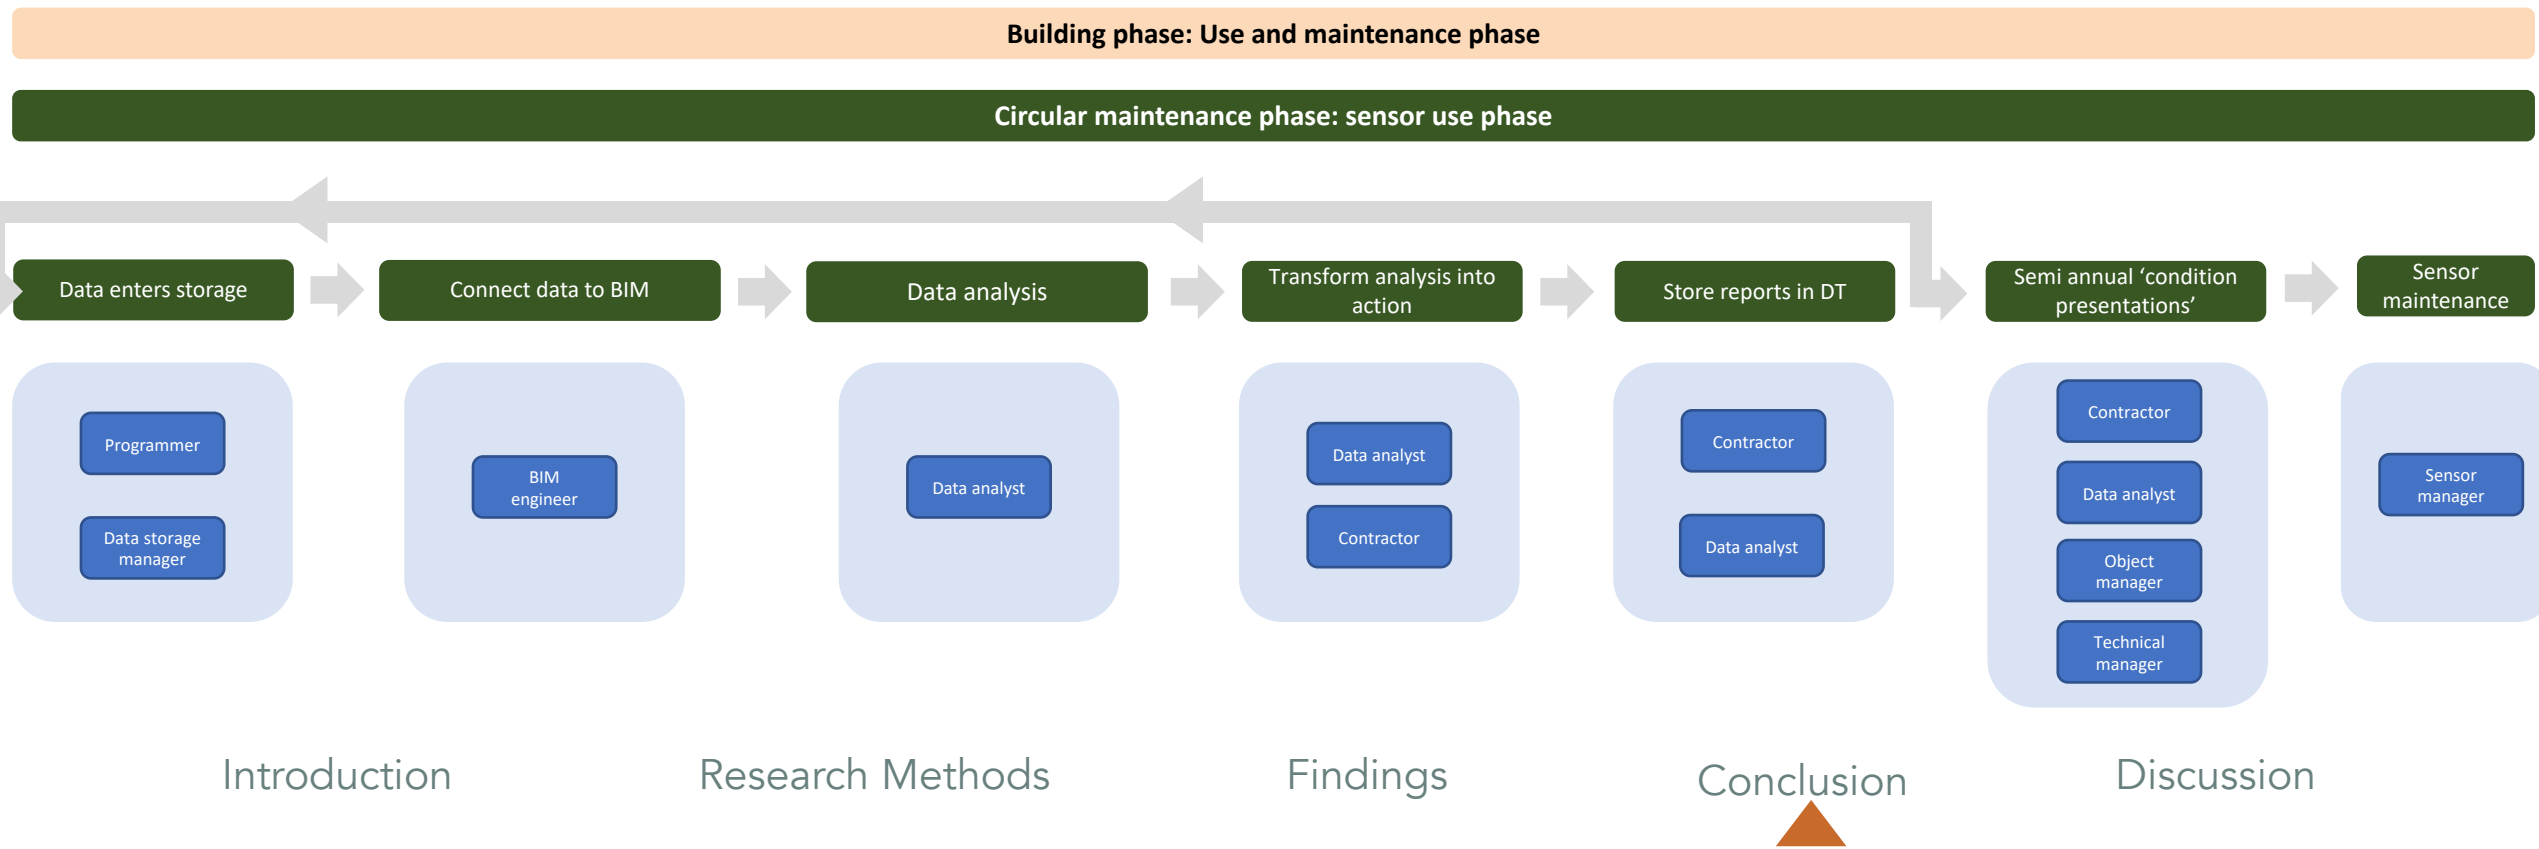 Building phase: Use and maintenance phase
Circular maintenance phase: sensor use phase
Data enters storage
Connect data to BIM
Data analysis
Transform analysis into
action
Store reports in DT
Semi annual ‘condition
presentations’
Sensor
maintenance
Programmer
Data storage
manager
BIM
engineer
Data analyst
Data analyst
Contractor
Contractor
Data analyst
Contractor
Data analyst
Object
manager
Technical
manager
Sensor
manager
Introduction
Research Methods
Findings
Conclusion
Discussion